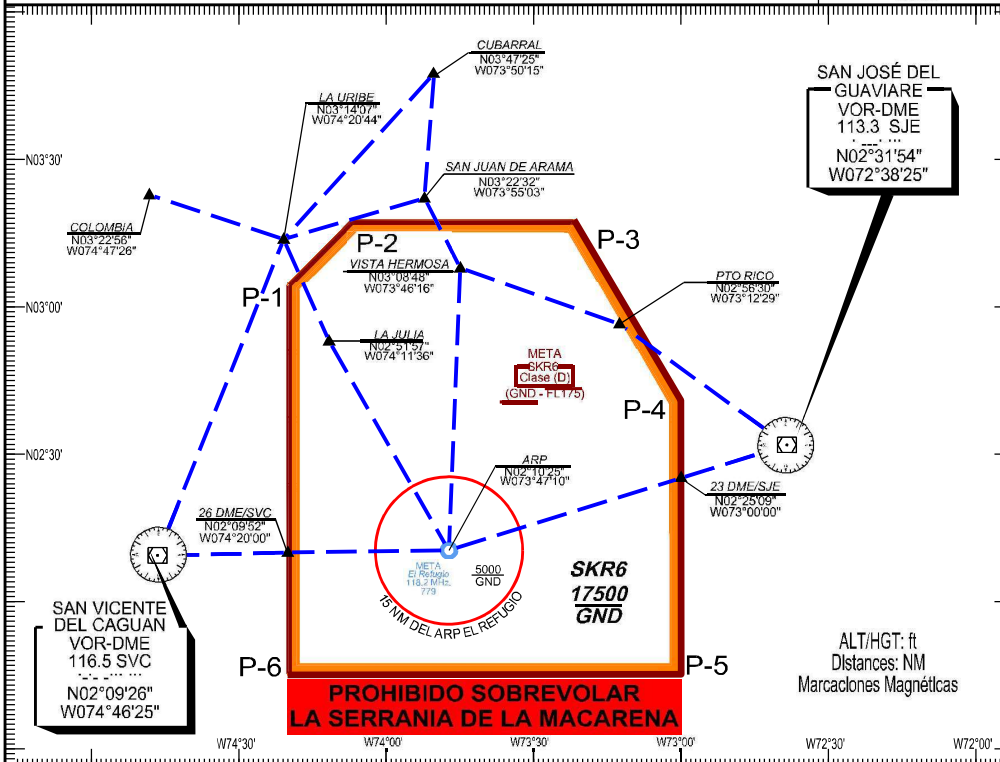 CUBARRAL
N03°47'25"
W073°50'15"
SAN JOSÉ DEL
GUAVIARE
VOR-DME
113.3 SJE
N02°31'54"
W072°38'25"
LA URIBE
N03°14'07"
W074°20'44"
N03°30'
SAN JUAN DE ARAMA
N03°22'32"
W073°55'03"
COLOMBIA
N03°22'56"
W074°47'26"
P-2
P-3
VISTA HERMOSA
N03°08'48"
W073°46'16"
PTO RICO
N02°56'30"
W073°12'29"
P-1
N03°00'
LA JULIA
N02°51'57"
W074°11'36"
META
SKR6
Clase (D)
(GND - FL175)
P-4
N02°30'
ARP
N02°10'25"
W073°47'10"
23 DME/SJE
N02°25'09"
W073°00'00"
26 DME/SVC
N02°09'52"
W074°20'00"
META
El Refugio
118.2 MHz.
779
5000
GND
15 NM DEL ARP EL REFUGIO
SKR6
17500
GND
SAN VICENTE
DEL CAGUAN
VOR-DME
116.5 SVC
N02°09'26"
W074°46'25"
ALT/HGT: ft
Distances: NM
Marcaciones Magnéticas
P-6
P-5
PROHIBIDO SOBREVOLAR
LA SERRANIA DE LA MACARENA
W74°30'
W74°00'
W73°30'
W73°00'
W72°30'
W72°00'